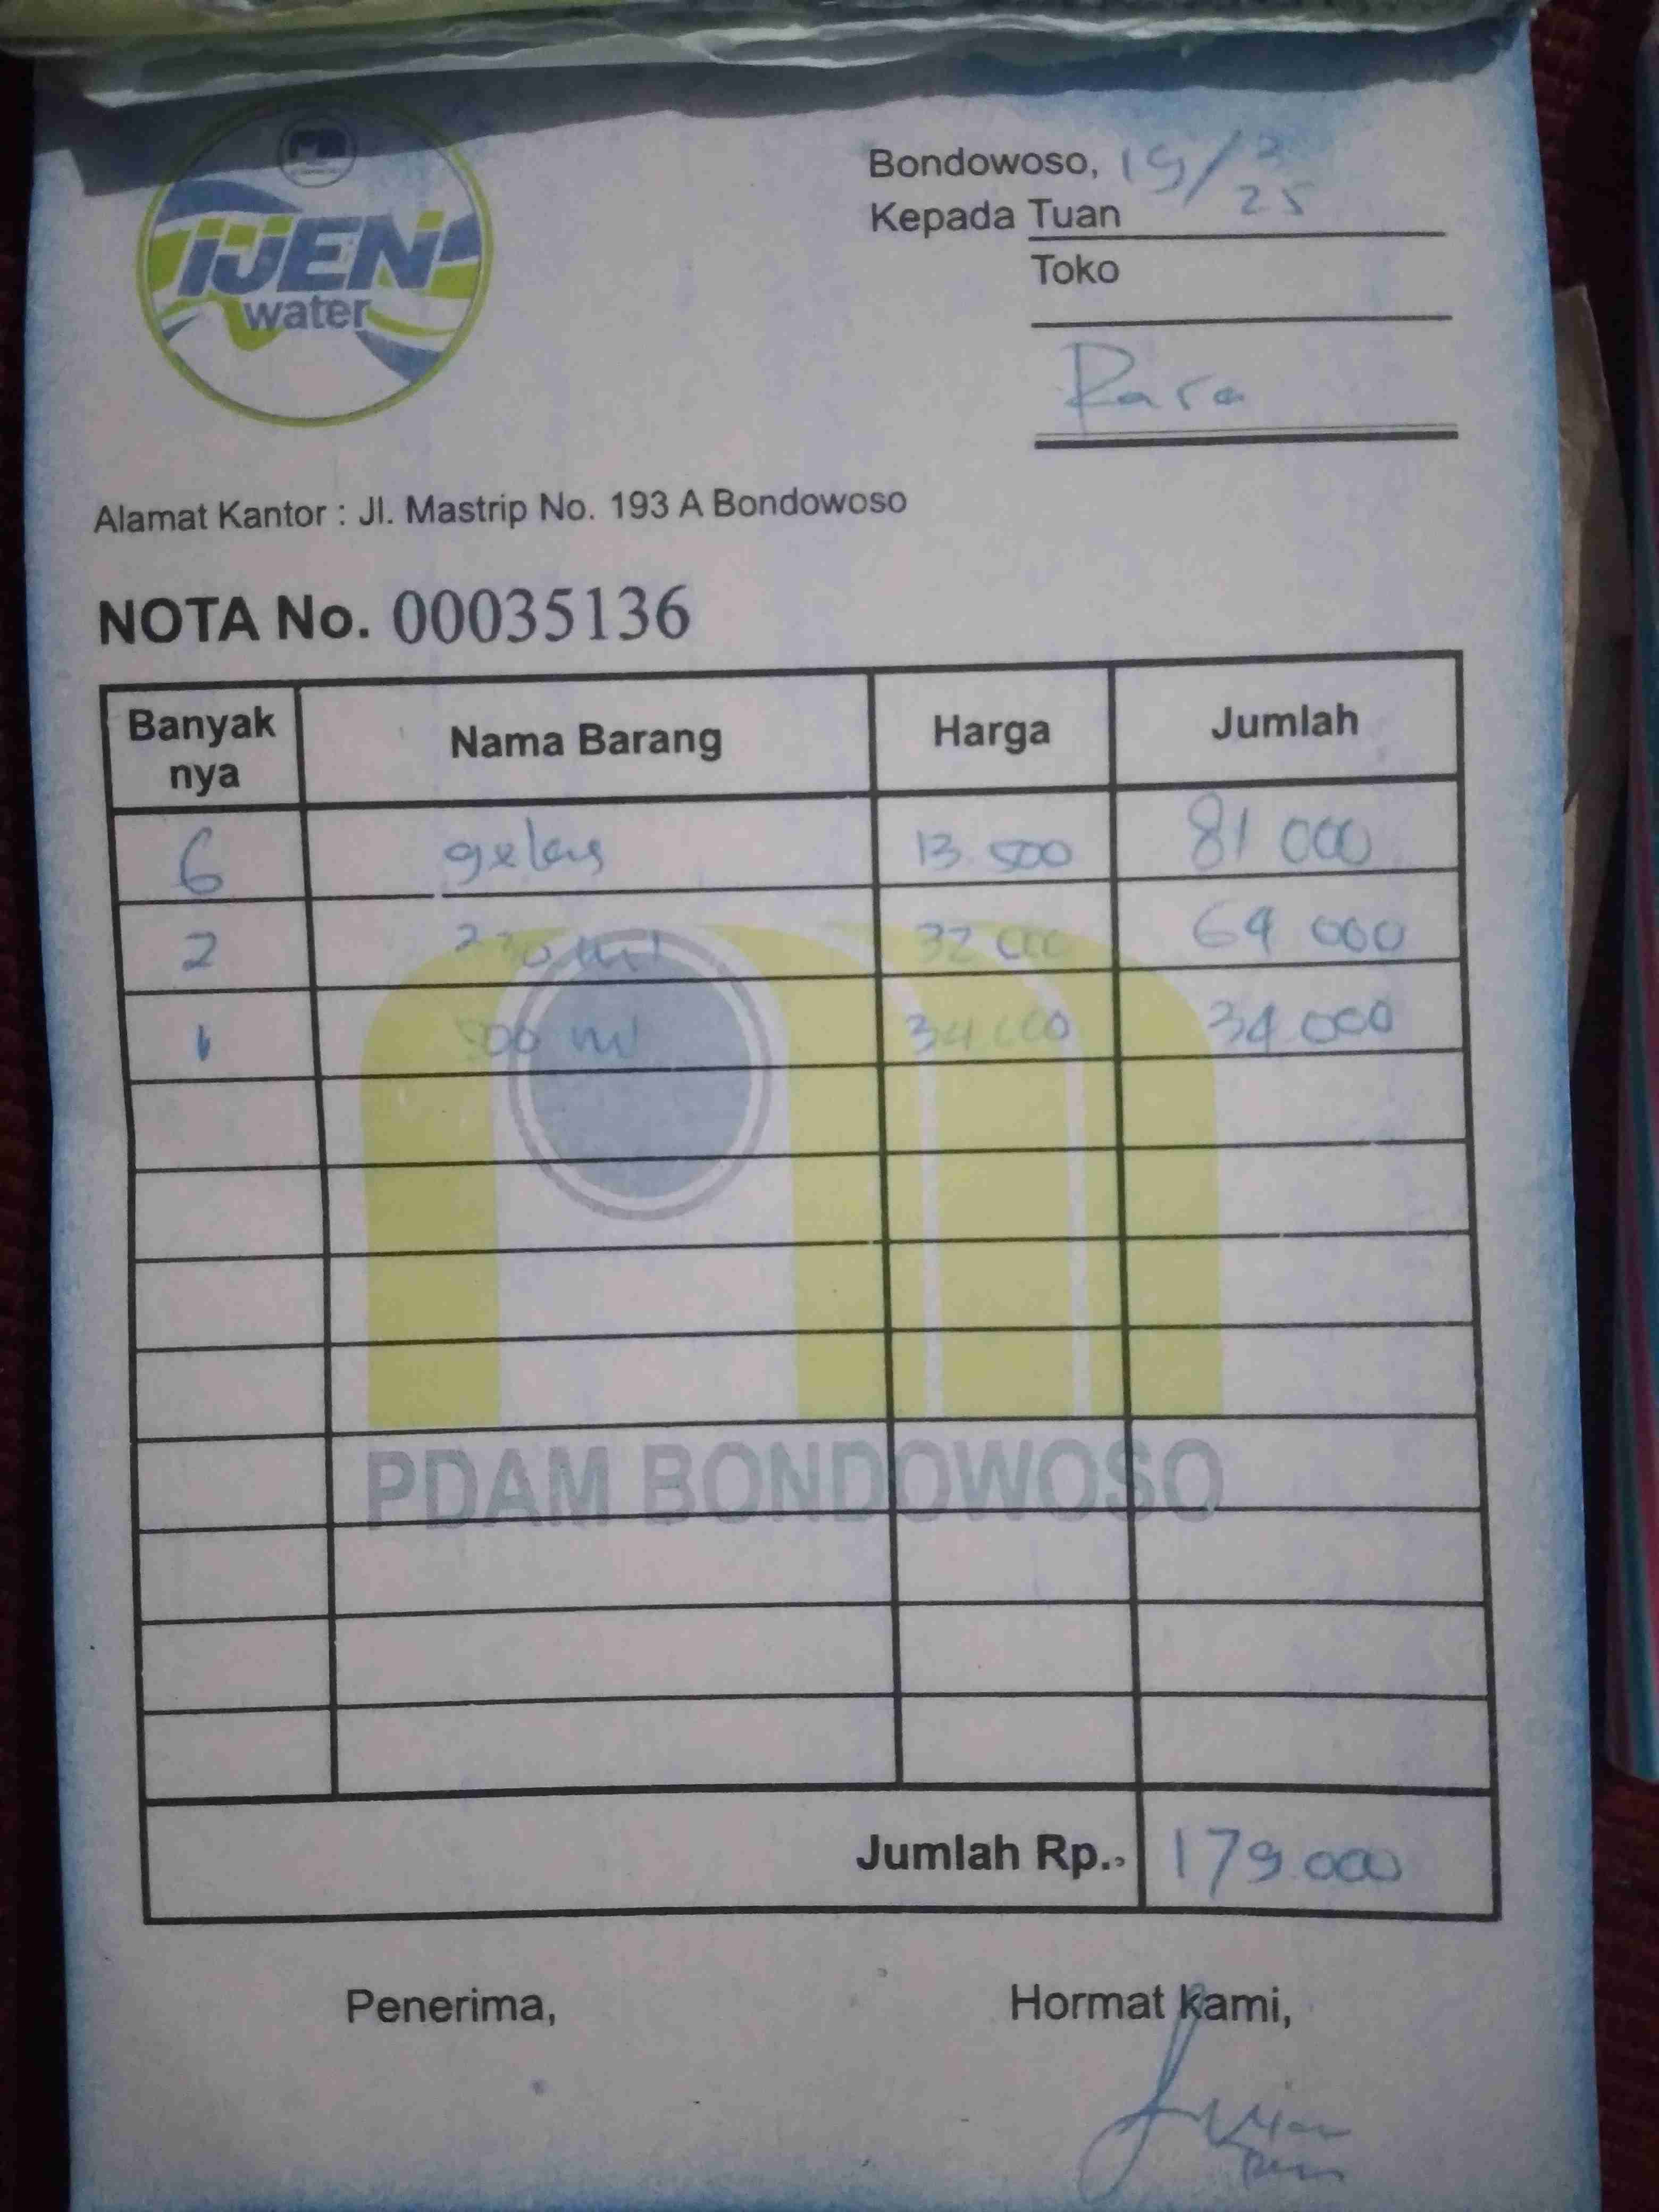 IJEN
water
Bondowoso, 19/3
25
Kepada Tuan
Toko
Rara
Alamat Kantor : Jl. Mastrip No. 193 A Bondowoso
NOTA No. 00035136
Banyak nya Nama Barang Harga Jumlah
6 gelas 13.500 81 000
2 230 ml 32 000 64 000
1 500 ml 34 000 34 000
PDAM BONDOWOSO
Jumlah Rp. 179.000
Penerima, Hormat Kami,